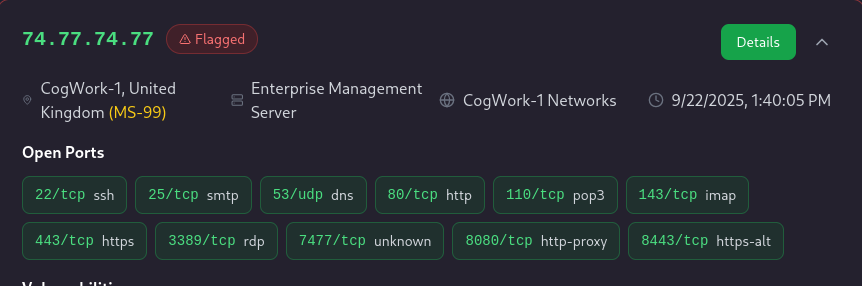 74.77.74.77 Flagged Details
CogWork-1, United Kingdom (MS-99)
Enterprise Management Server
CogWork-1 Networks
9/22/2025, 1:40:05 PM
Open Ports
22/tcp ssh 25/tcp smtp 53/udp dns 80/tcp http 110/tcp pop3 143/tcp imap
443/tcp https 3389/tcp rdp 7477/tcp unknown 8080/tcp http-proxy 8443/tcp https-alt